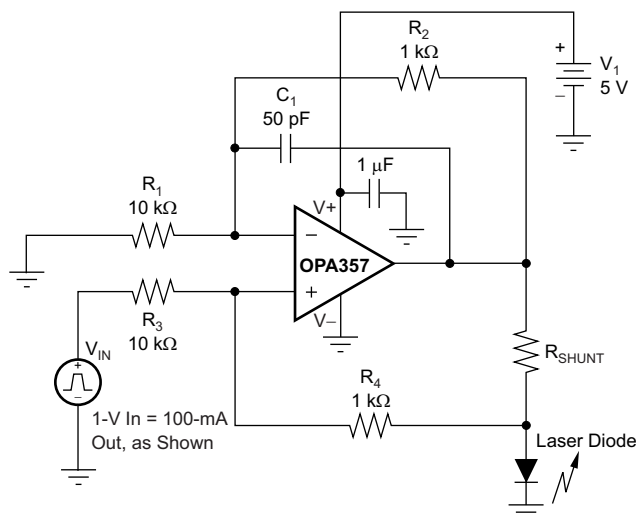 R2
1 kΩ
+
V1
5 V
−
C1
50 pF
1 μF
R1
10 kΩ
V+
−
OPA357
+
V−
R3
10 kΩ
VIN
+
−
1-V In = 100-mA
Out, as Shown
RSHUNT
R4
1 kΩ
Laser Diode